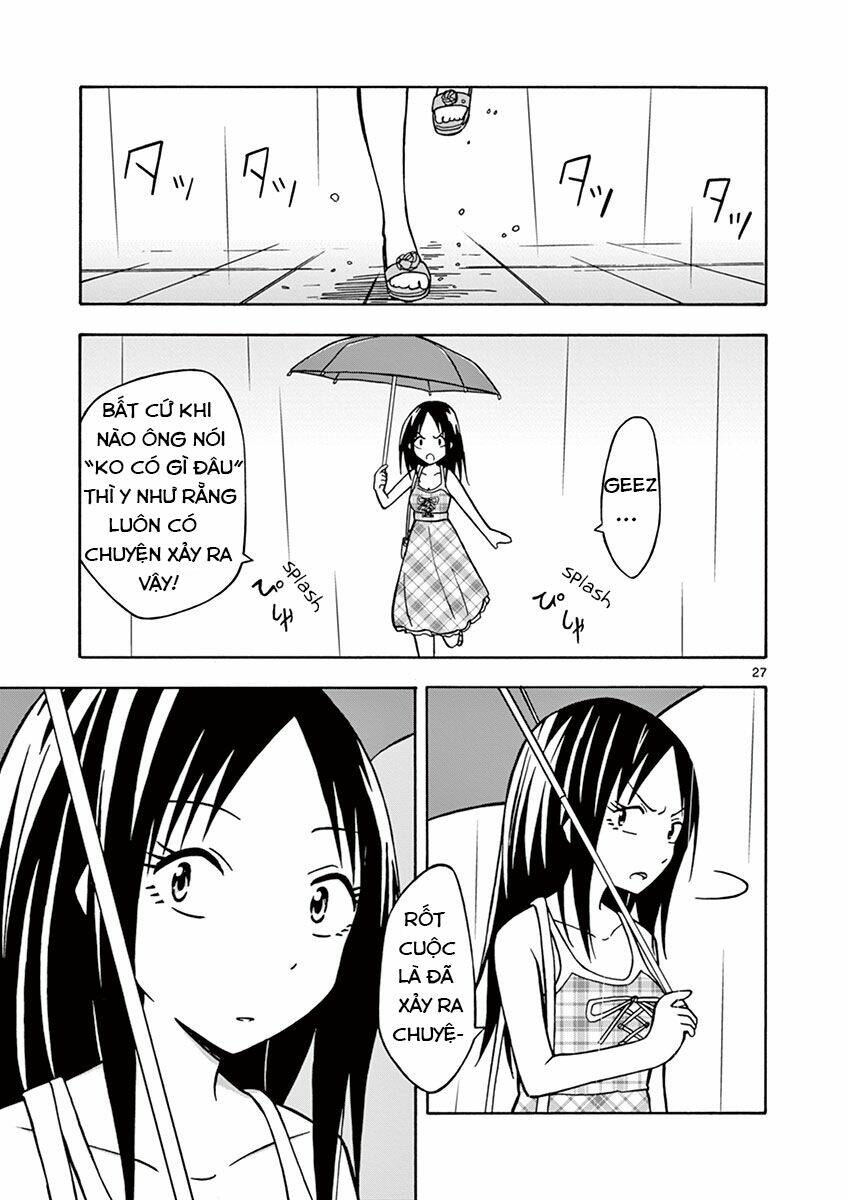 タッ
タッ
タッ
タッ
GEEZ
...
splash
ぴしゃ
BẤT CỨ KHI
NÀO ÔNG NÓI
"KO CÓ GÌ ĐÂU"
THÌ Y NHƯ RẰNG
LUÔN CÓ
CHUYỆN XẢY RA
VẬY!
splash
ぴしゃ
27
RỐT
CUỘC
LÀ ĐÃ
XẢY RA
CHUYỆ-